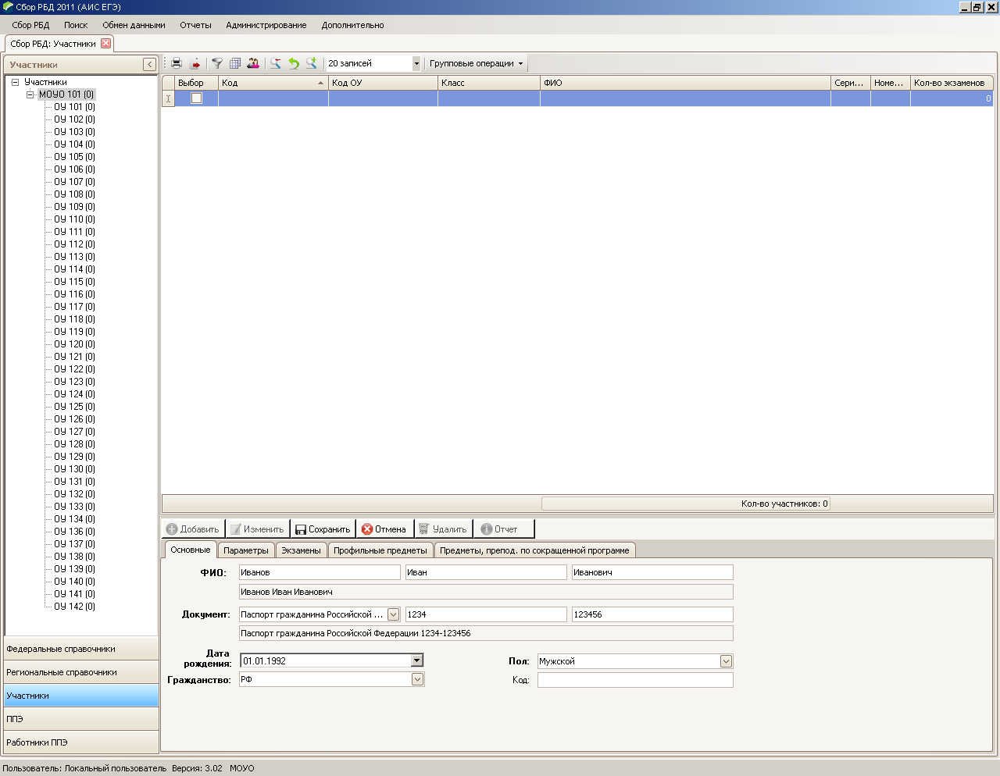 Сбор РБД 2011 (АИС ЕГЭ)
Сбор РБД Поиск Обмен данными Отчеты Администрирование Дополнительно
Сбор РБД: Участники
Участники
20 записей Групповые операции
Выбор Код Код ОУ Класс ФИО Сери... Номе... Кол-во экзаменов
0
Участники
МОУО 101 (0)
ОУ 101 (0)
ОУ 102 (0)
ОУ 103 (0)
ОУ 104 (0)
ОУ 105 (0)
ОУ 106 (0)
ОУ 107 (0)
ОУ 108 (0)
ОУ 109 (0)
ОУ 110 (0)
ОУ 111 (0)
ОУ 112 (0)
ОУ 113 (0)
ОУ 114 (0)
ОУ 115 (0)
ОУ 116 (0)
ОУ 117 (0)
ОУ 118 (0)
ОУ 119 (0)
ОУ 120 (0)
ОУ 121 (0)
ОУ 122 (0)
ОУ 123 (0)
ОУ 124 (0)
ОУ 125 (0)
ОУ 126 (0)
ОУ 127 (0)
ОУ 128 (0)
ОУ 129 (0)
ОУ 130 (0)
ОУ 131 (0)
ОУ 132 (0)
ОУ 133 (0)
ОУ 134 (0)
ОУ 136 (0)
ОУ 137 (0)
ОУ 138 (0)
ОУ 139 (0)
ОУ 140 (0)
ОУ 141 (0)
ОУ 142 (0)
Федеральные справочники
Региональные справочники
Участники
ППЭ
Работники ППЭ
Кол-во участников: 0
Добавить Изменить Сохранить Отмена Удалить Отчет
Основные Параметры Экзамены Профильные предметы Предметы, препод. по сокращенной программе
ФИО: Иванов Иван Иванович
Иванов Иван Иванович
Документ: Паспорт гражданина Российской ... 1234 123456
Паспорт гражданина Российской Федерации 1234-123456
Дата
рождения: 01.01.1992 Пол: Мужской
Гражданство: РФ Код:
Пользователь: Локальный пользователь Версия: 3.02 МОУО